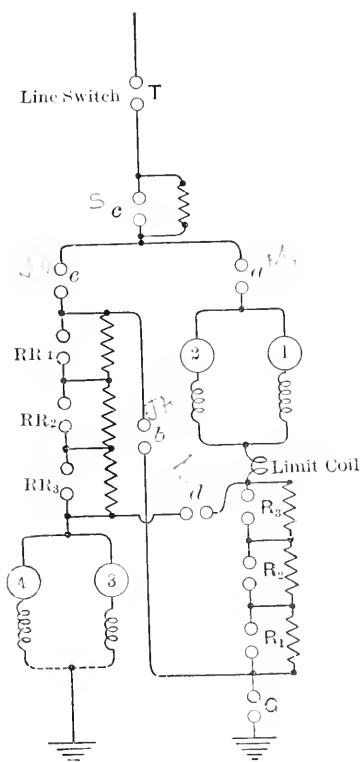 Line Switch T
S c
c
a
RR1
2
1
RR2
b
Limit Coil
RR3
d
R3
R2
4
3
R1
G